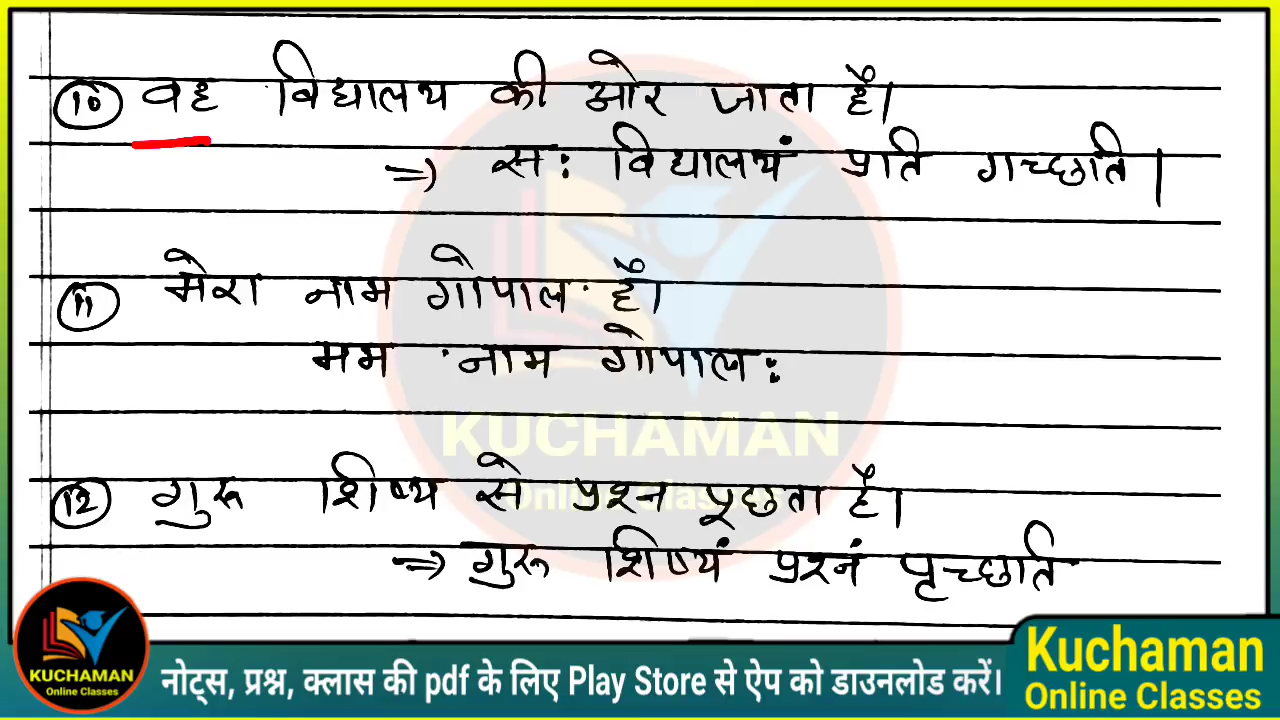 10 वह विद्यालय की ओर जाता है।
=> सः विद्यालयं प्रति गच्छति।
11 मेरा नाम गोपाल है।
मम नाम गोपालः
12 गुरू शिष्य से प्रश्न पूछता है।
=> गुरू शिष्यं प्रश्नं पृच्छति
KUCHAMAN
Online Classes
KUCHAMAN
Online Classes
नोट्स, प्रश्न, क्लास की pdf के लिए Play Store से ऐप को डाउनलोड करें।
Kuchaman
Online Classes